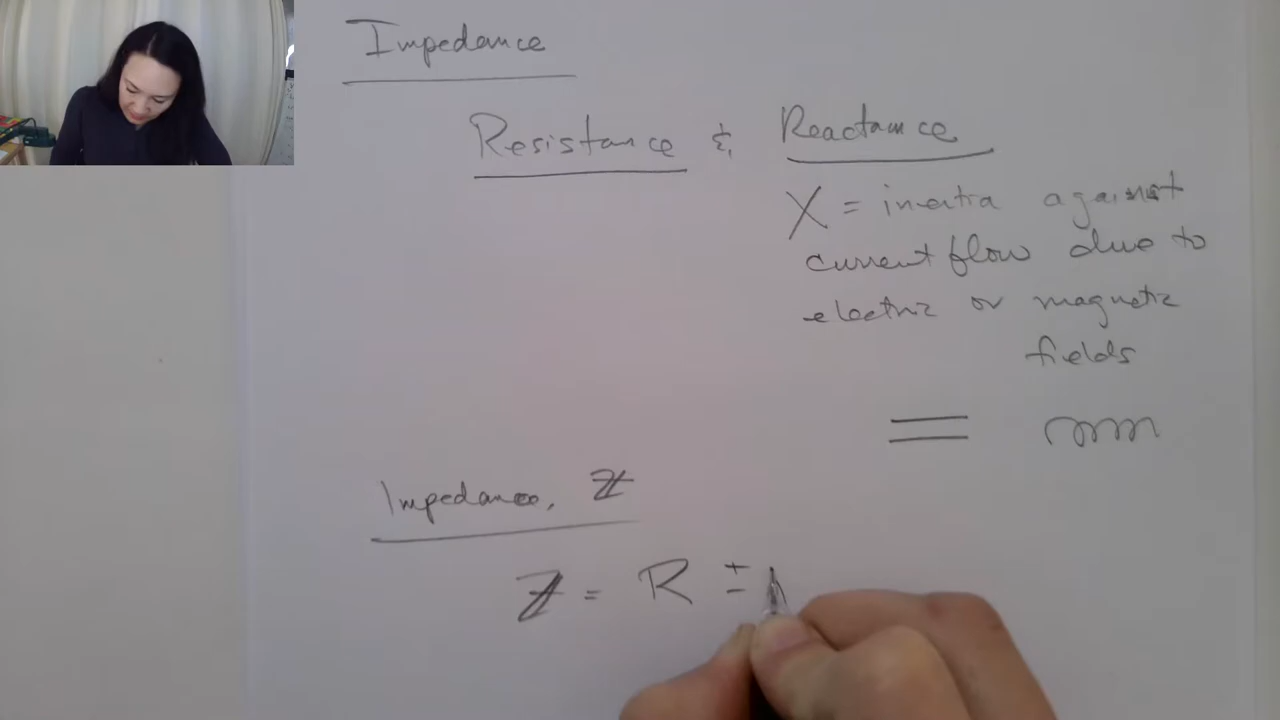 Impedance
Resistance & Reactance
X = inertia against
current flow due to
electric or magnetic
fields
Impedance, Z
Z = R ±